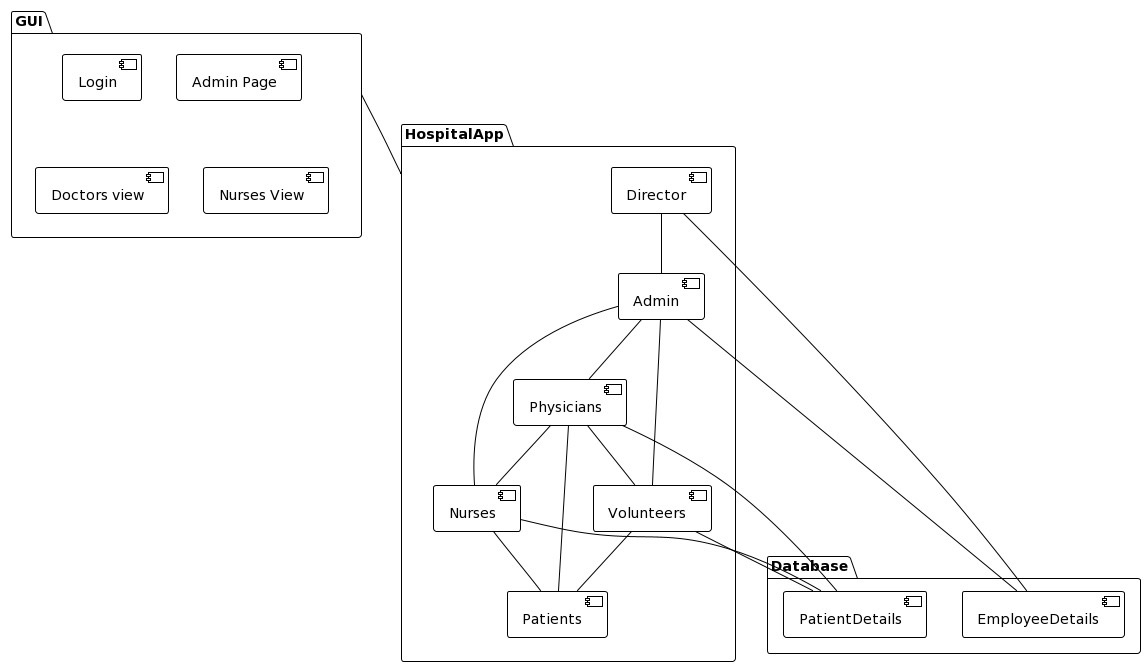 GUI
Login
Admin Page
Doctors view
Nurses View
HospitalApp
Director
Admin
Physicians
Nurses
Volunteers
Patients
Database
PatientDetails
EmployeeDetails